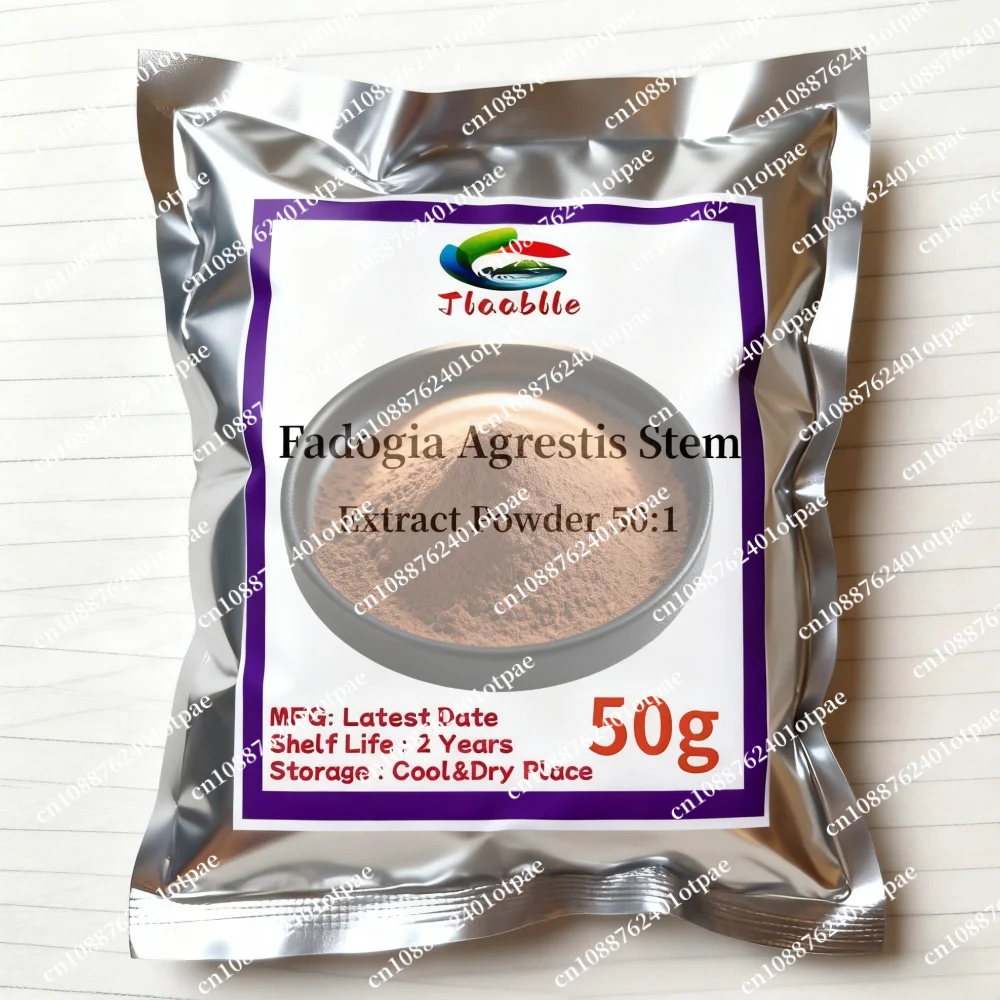 Jlaablle
Fadogia Agrestis Stem
Extract Powder 50:1
MFG: Latest Date
Shelf Life : 2 Years
Storage : Cool&Dry Place
50g
cn1088762401otpae